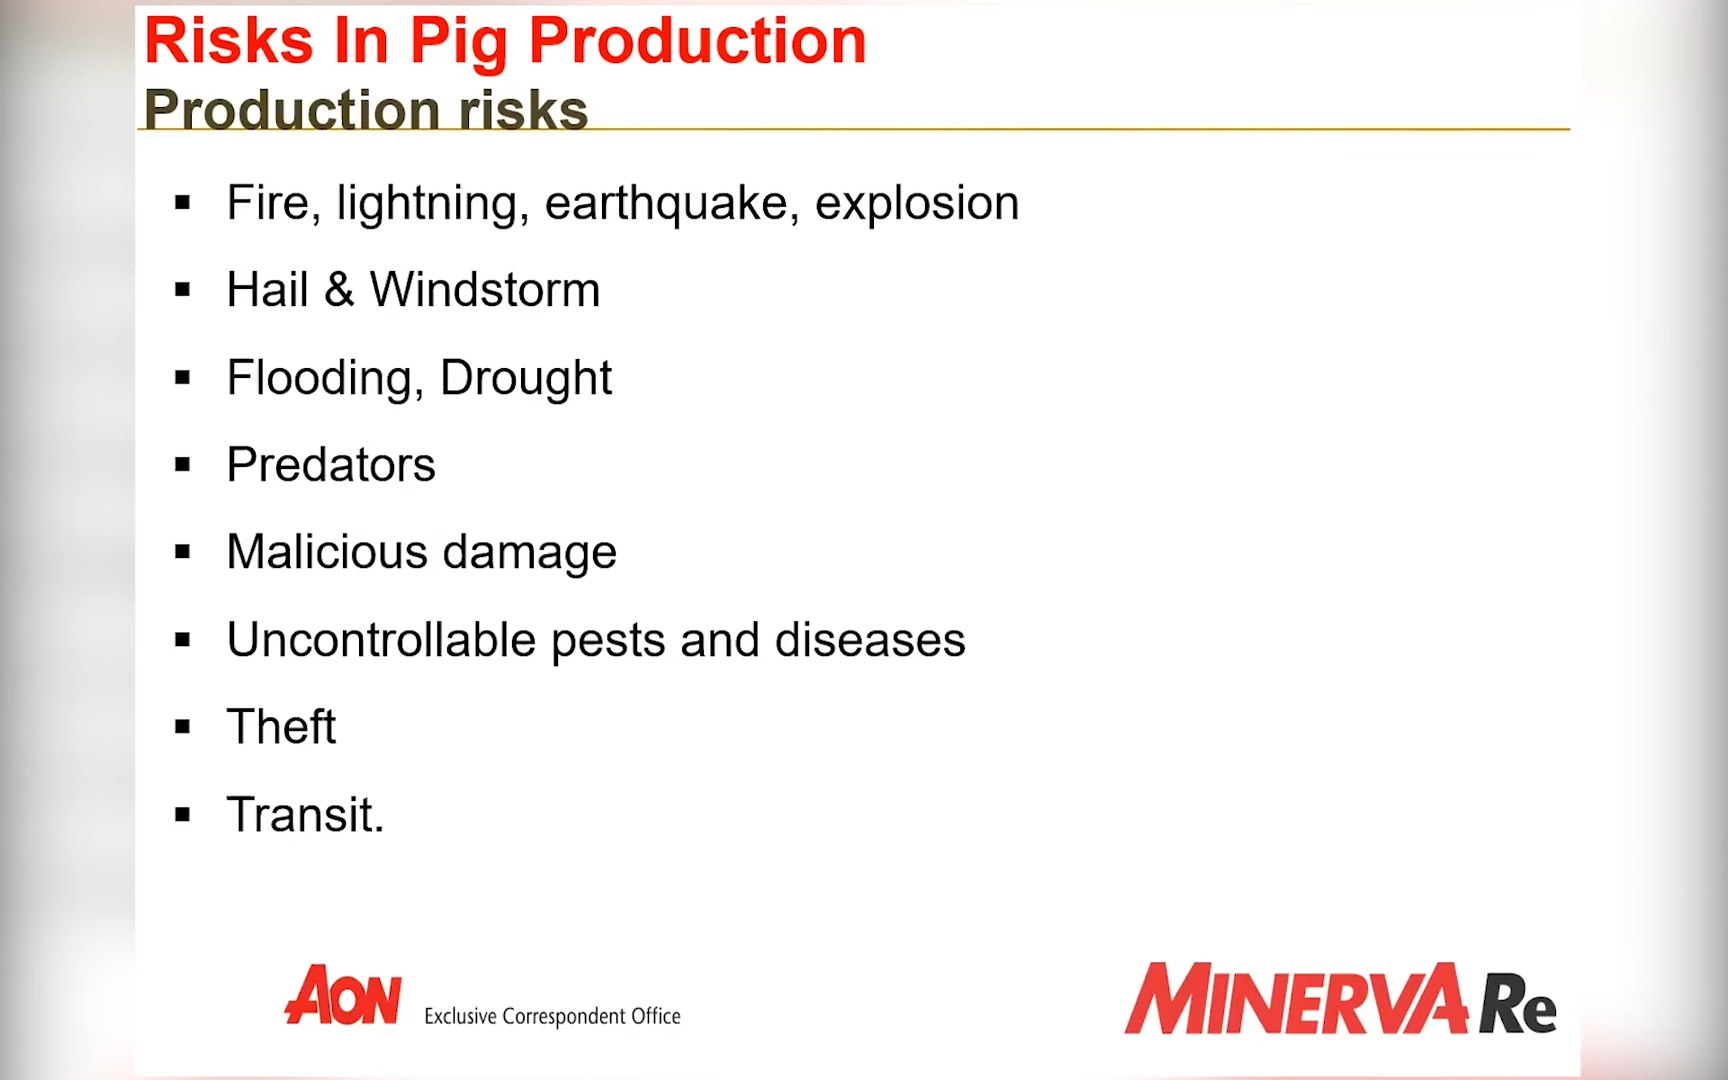 Risks In Pig Production
Production risks
▪ Fire, lightning, earthquake, explosion
▪ Hail & Windstorm
▪ Flooding, Drought
▪ Predators
▪ Malicious damage
▪ Uncontrollable pests and diseases
▪ Theft
▪ Transit.
AON Exclusive Correspondent Office
MINERVA Re